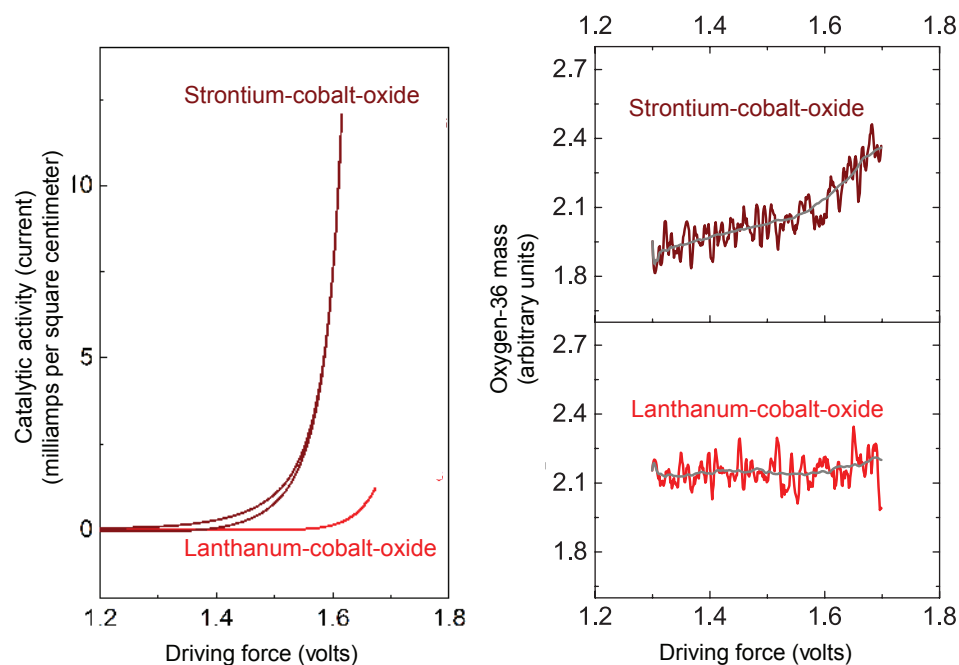 Strontium-cobalt-oxide
Lanthanum-cobalt-oxide
10
5
0
1.2
1.4
1.6
1.8
Driving force (volts)
Catalytic activity (current)
(milliamps per square centimeter)
1.2
1.4
1.6
1.8
2.7
2.4
2.1
1.8
Strontium-cobalt-oxide
2.7
2.4
2.1
1.8
Lanthanum-cobalt-oxide
1.2
1.4
1.6
1.8
Driving force (volts)
Oxygen-36 mass
(arbitrary units)